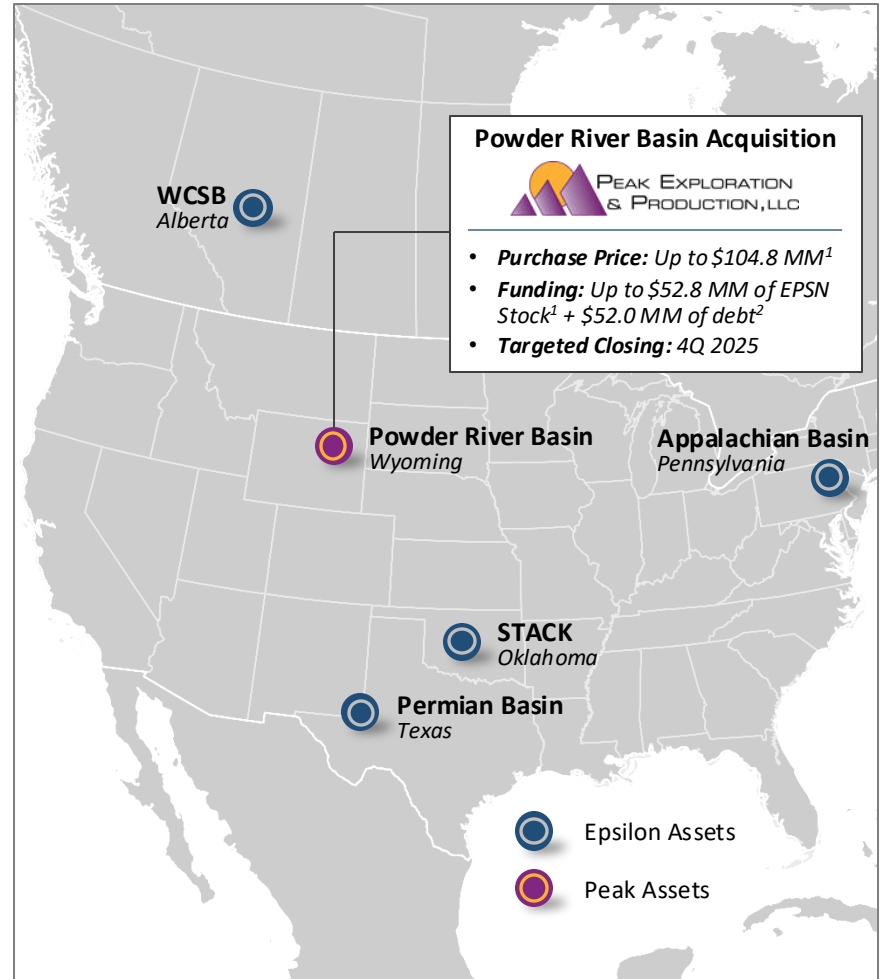 Powder River Basin Acquisition
PEAK EXPLORATION
& PRODUCTION, LLC
• Purchase Price: Up to $104.8 MM¹
• Funding: Up to $52.8 MM of EPSN
Stock¹ + $52.0 MM of debt²
• Targeted Closing: 4Q 2025
WCSB
Alberta
Powder River Basin
Wyoming
Appalachian Basin
Pennsylvania
STACK
Oklahoma
Permian Basin
Texas
Epsilon Assets
Peak Assets